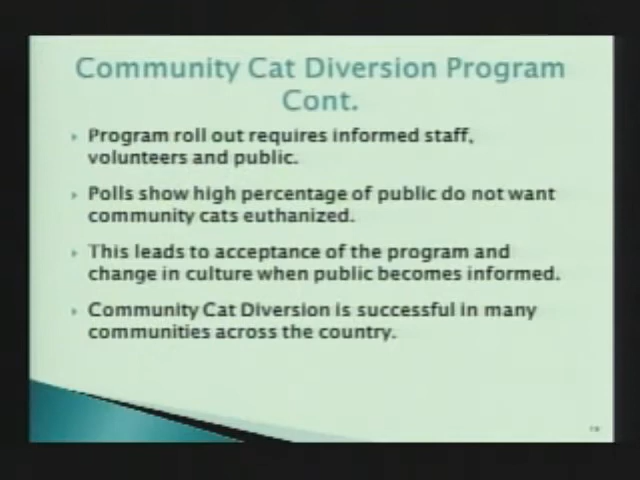 Community Cat Diversion Program
Cont.
Program roll out requires informed staff,
volunteers and public.
Polls show high percentage of public do not want
community cats euthanized.
This leads to acceptance of the program and
change in culture when public becomes informed.
Community Cat Diversion is successful in many
communities across the country.